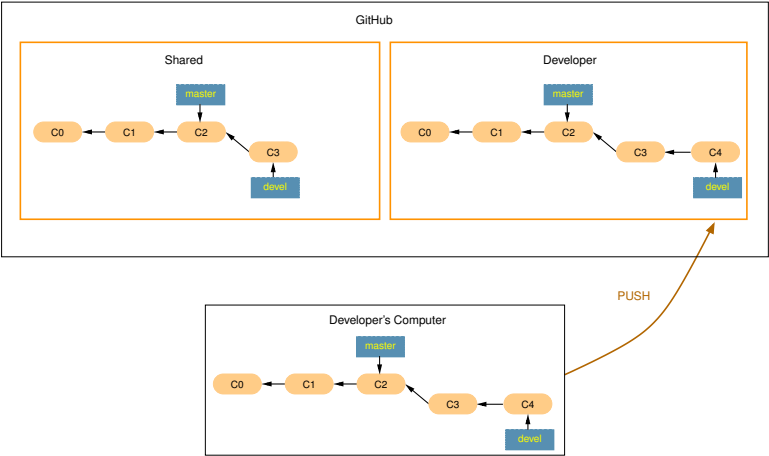 GitHub
Shared
Developer
master
master
C0
C1
C2
C0
C1
C2
C3
C3
C4
devel
devel
PUSH
Developer's Computer
master
C0
C1
C2
C3
C4
devel